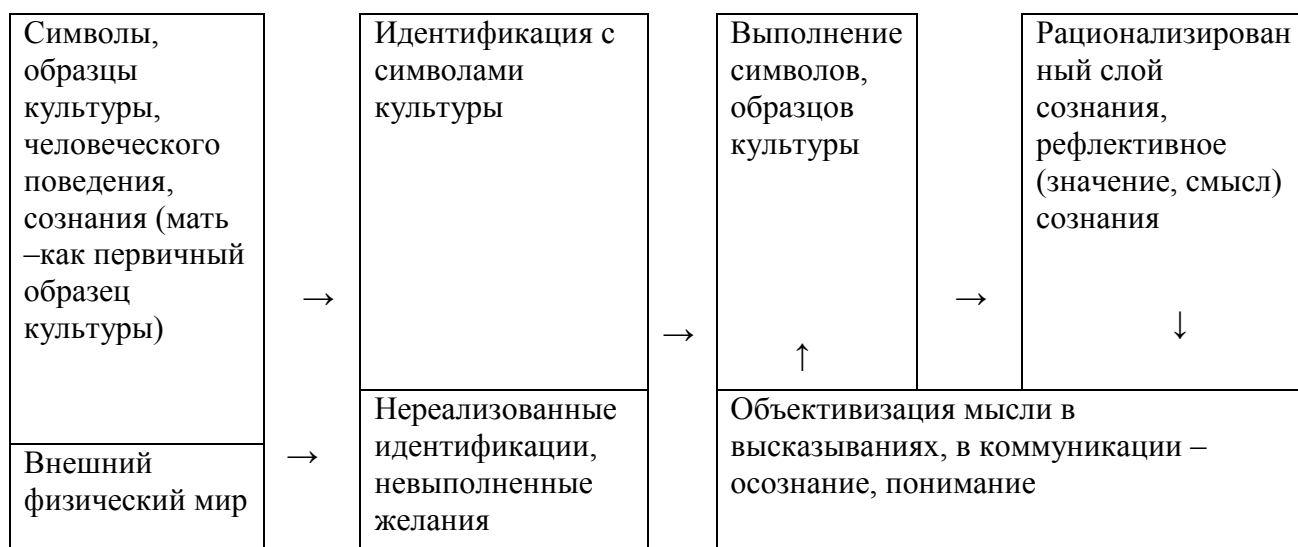 Символы,
образцы
культуры,
человеческого
поведения,
сознания (мать
–как первичный
образец
культуры)
Внешний
физический мир
→
→
Идентификация с
символами
культуры
Нереализованные
идентификации,
невыполненные
желания
→
Выполнение
символов,
образцов
культуры
↑
→
Рационализирован
ный слой
сознания,
рефлективное
(значение, смысл)
сознания
↓
Объективизация мысли в
высказываниях, в коммуникации –
осознание, понимание